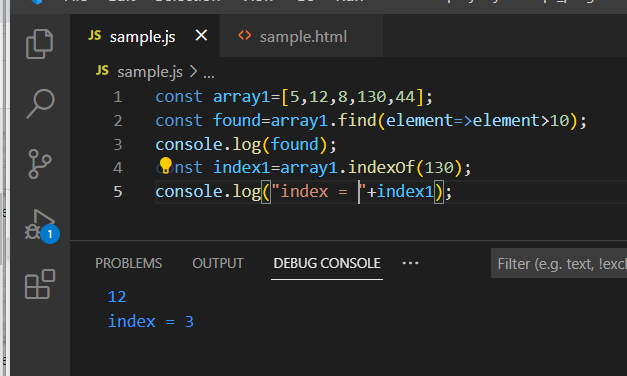 JS sample.js
<> sample.html
JS sample.js > ...
1 const array1=[5,12,8,130,44];
2 const found=array1.find(element=>element>10);
3 console.log(found);
4 const index1=array1.indexOf(130);
5 console.log("index = "+index1);
1
PROBLEMS OUTPUT DEBUG CONSOLE ...
Filter (e.g. text, !excl
12
index = 3